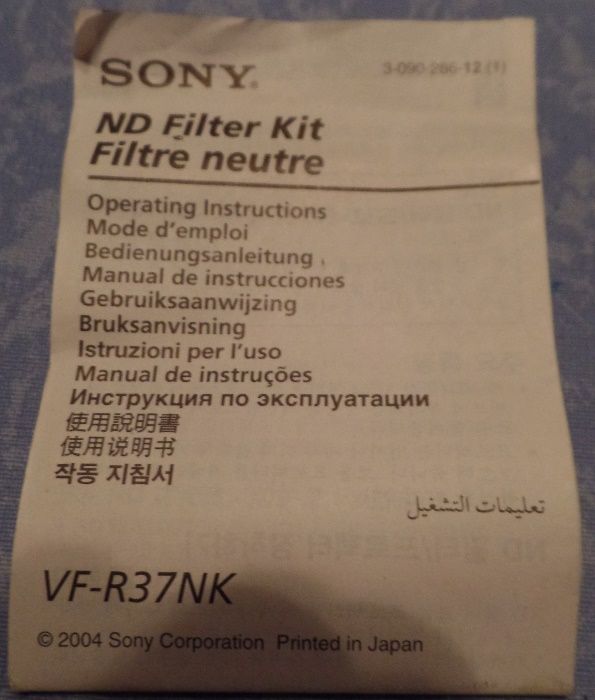 SONY®
3-090-266-12 (1)
ND Filter Kit
Filtre neutre
Operating Instructions
Mode d'emploi
Bedienungsanleitung
Manual de instrucciones
Gebruiksaanwijzing
Bruksanvisning
Istruzioni per l'uso
Manual de instruções
Инструкция по эксплуатации
使用說明書
使用说明书
작동 지침서
تعليمات التشغيل
VF-R37NK
© 2004 Sony Corporation Printed in Japan